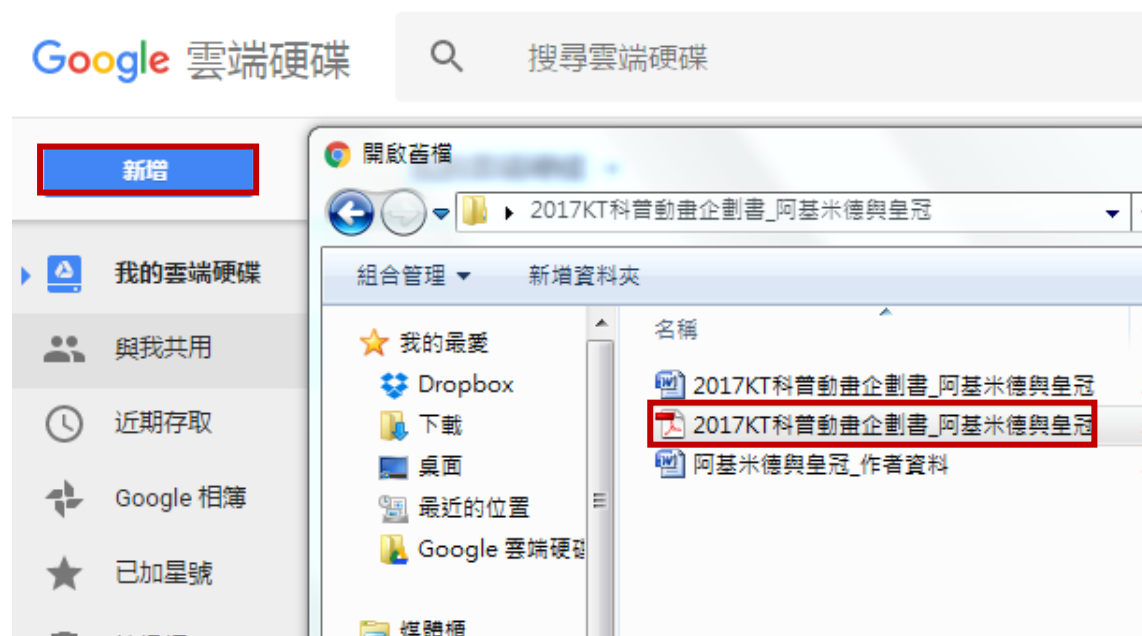 Google 雲端硬碟
搜尋雲端硬碟
新增
我的雲端硬碟
與我共用
近期存取
Google 相簿
已加星號
開啟舊檔
2017KT科普動畫企劃書_阿基米德與皇冠
組合管理
新增資料夾
我的最愛
Dropbox
下載
桌面
最近的位置
Google 雲端硬碟
媒體櫃
名稱
2017KT科普動畫企劃書_阿基米德與皇冠
2017KT科普動畫企劃書_阿基米德與皇冠
阿基米德與皇冠_作者資料